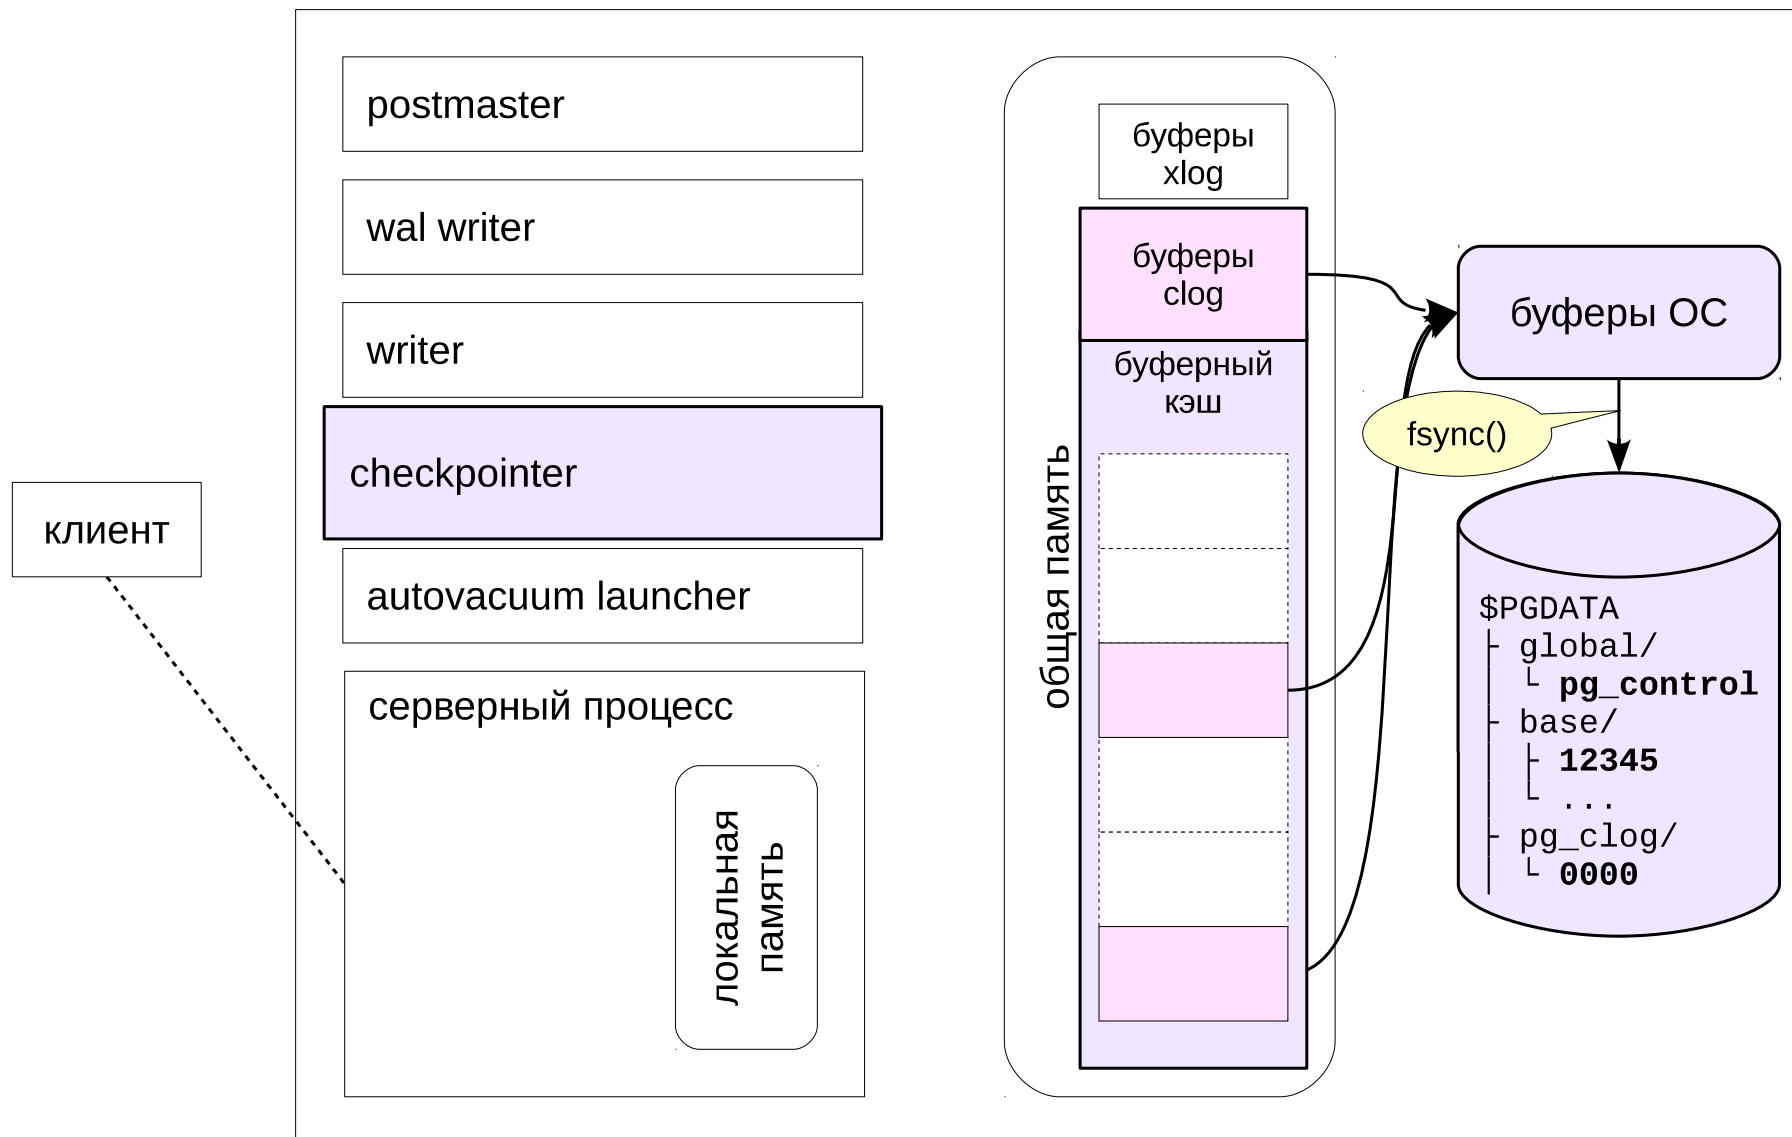 postmaster
wal writer
writer
checkpointer
autovacuum launcher
клиент
серверный процесс
локальная
память
общая память
буферы
xlog
буферы
clog
буферный
кэш
буферы ОС
fsync()
$PGDATA
├ global/
│ └ pg_control
├ base/
│ ├ 12345
│ └ ...
├ pg_clog/
│ └ 0000